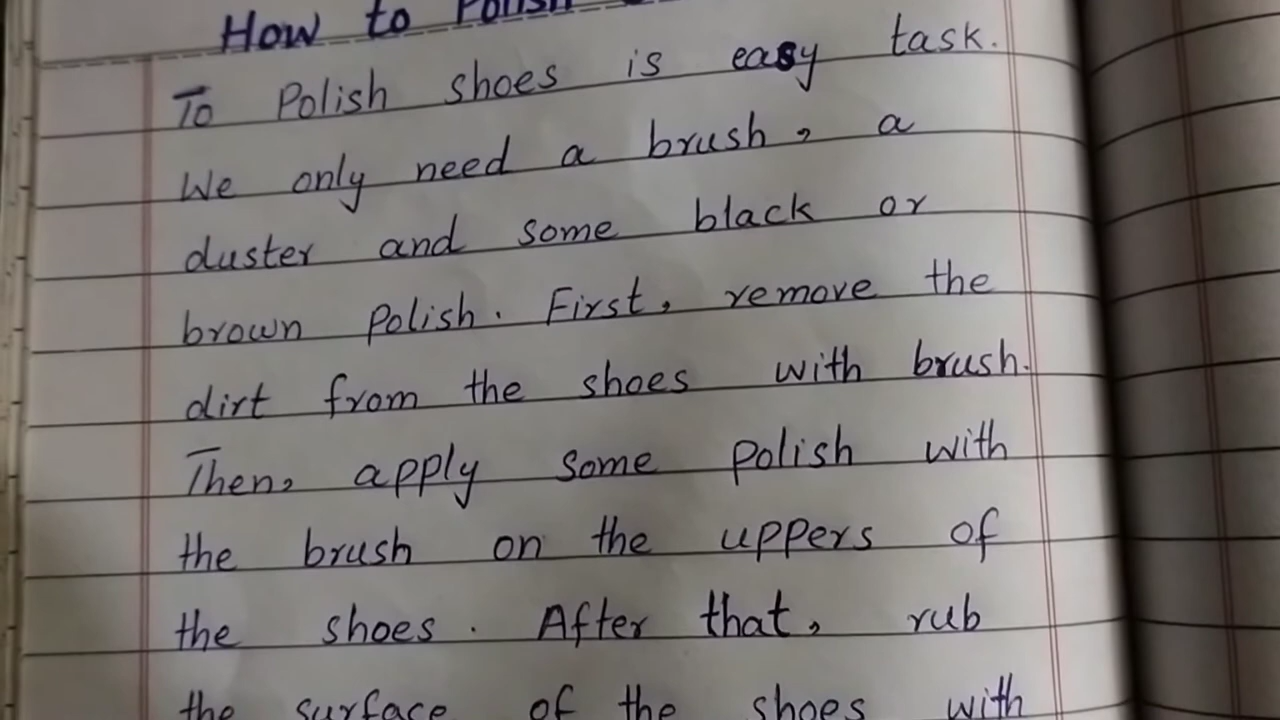 How to Polish
To Polish shoes is easy task.
We only need a brush, a
duster and some black or
brown Polish. First, remove the
dirt from the shoes with brush.
Then, apply some Polish with
the brush on the uppers of
the shoes. After that, rub
the surface of the shoes with